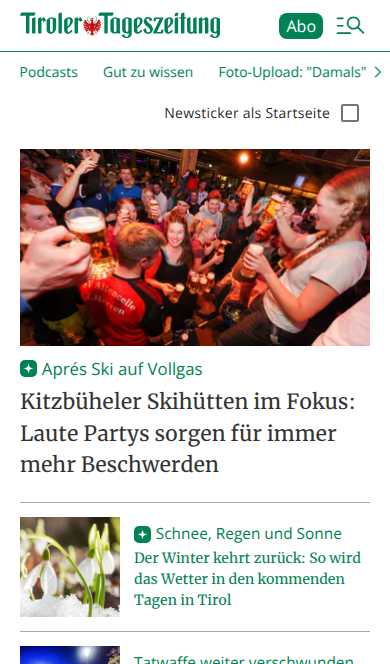 Tiroler Tageszeitung
Abo
Podcasts
Gut zu wissen
Foto-Upload: "Damals"
Newsticker als Startseite
Aprés Ski auf Vollgas
Kitzbüheler Skihütten im Fokus:
Laute Partys sorgen für immer
mehr Beschwerden
Schnee, Regen und Sonne
Der Winter kehrt zurück: So wird
das Wetter in den kommenden
Tagen in Tirol
Tatwaffe weiter verschwunden